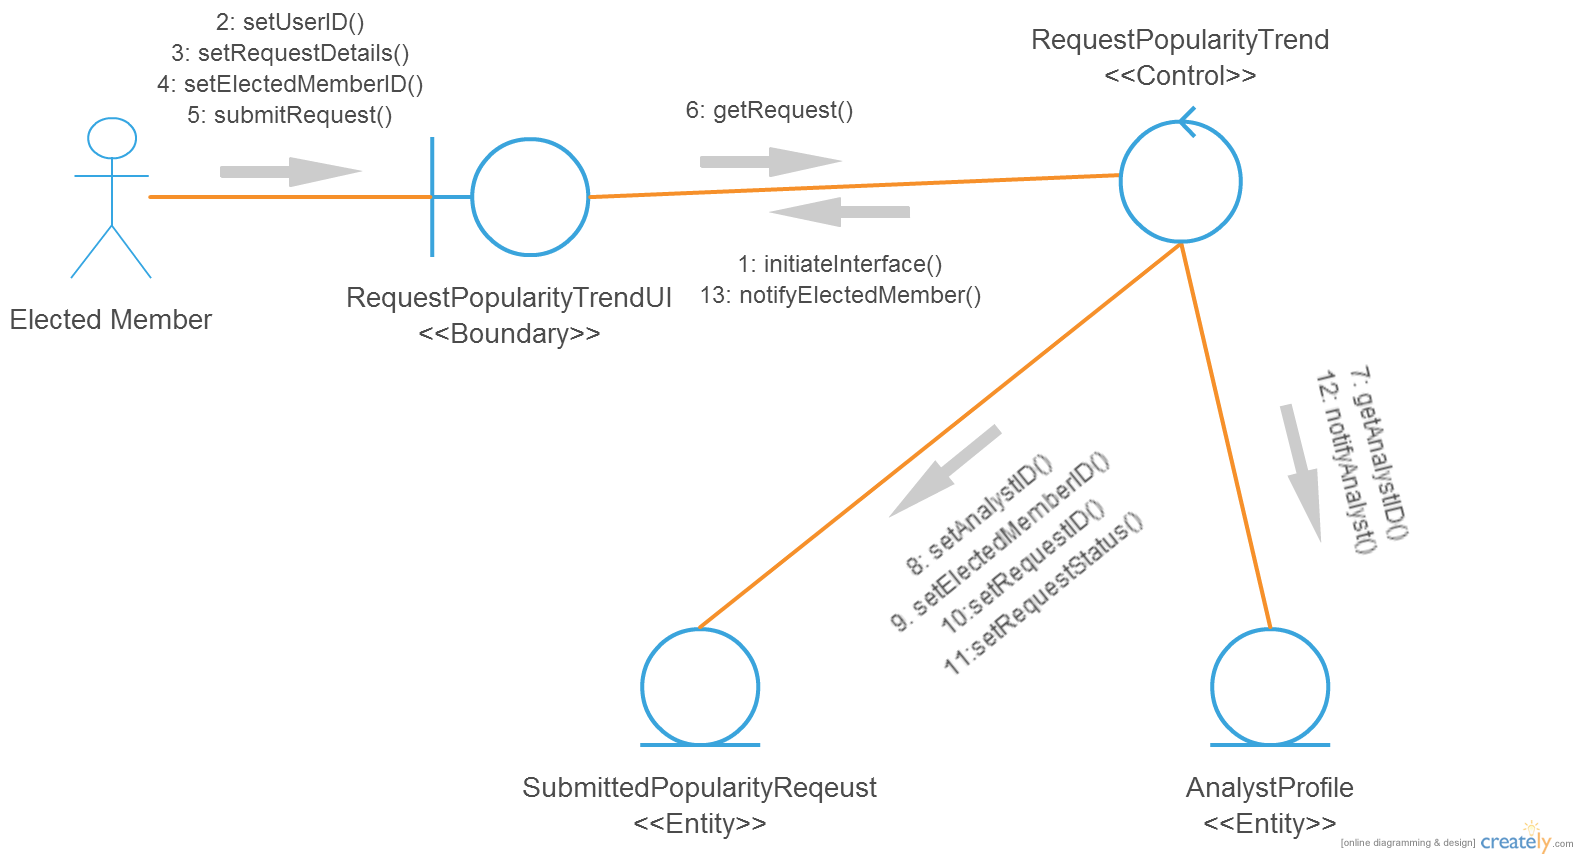 2: setUserID()
3: setRequestDetails()
4: setElectedMemberID()
5: submitRequest()
Elected Member
RequestPopularityTrendUI
<<Boundary>>
6: getRequest()
1: initiateInterface()
13: notifyElectedMember()
RequestPopularityTrend
<<Control>>
7: getAnalystID()
12: notifyAnalyst()
8: setAnalystID()
9. setElectedMemberID()
10:setRequestID()
11:setRequestStatus()
SubmittedPopularityReqeust
<<Entity>>
AnalystProfile
<<Entity>>
[online diagramming & design] creately.com